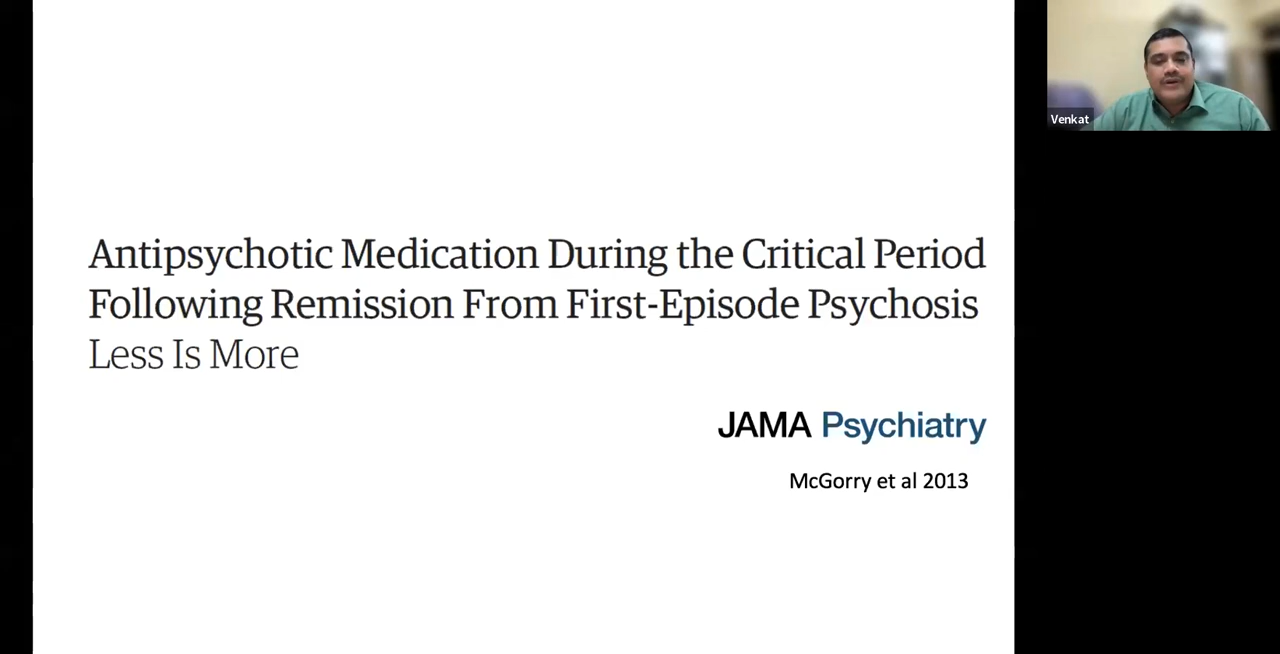 Antipsychotic Medication During the Critical Period
Following Remission From First-Episode Psychosis
Less Is More
JAMA Psychiatry
McGorry et al 2013
Venkat